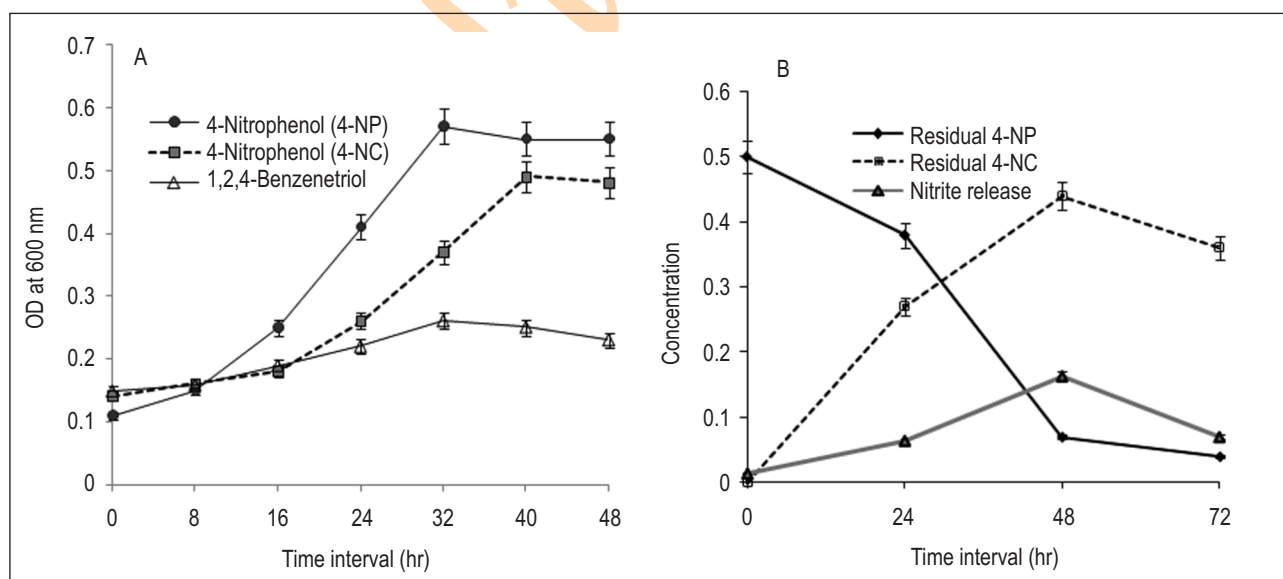 A
0.7
0.6
0.5
0.4
0.3
0.2
0.1
0
OD at 600 nm
4-Nitrophenol (4-NP)
4-Nitrophenol (4-NC)
1,2,4-Benzenetriol
0 8 16 24 32 40 48
Time interval (hr)
B
0.6
0.5
0.4
0.3
0.2
0.1
0
Concentration
Residual 4-NP
Residual 4-NC
Nitrite release
0 24 48 72
Time interval (hr)